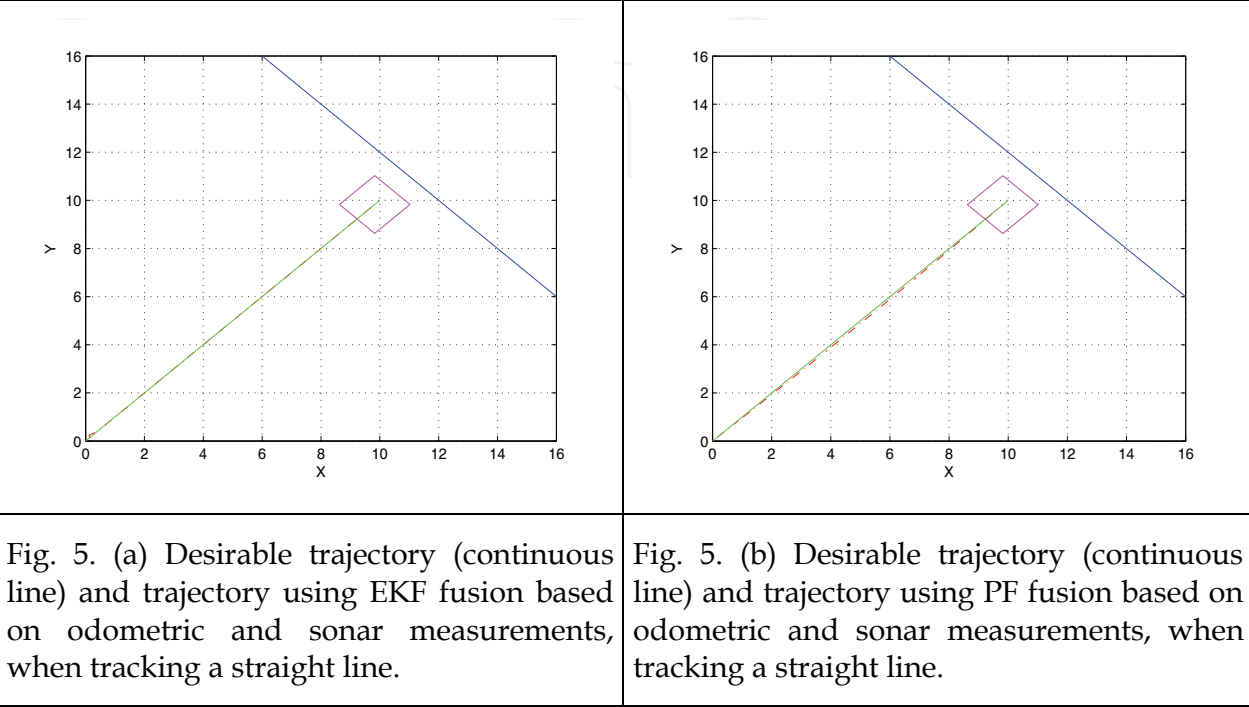 16
14
12
10
8
6
4
2
0
0 2 4 6 8 10 12 14 16
X
Y
16
14
12
10
8
6
4
2
0
0 2 4 6 8 10 12 14 16
X
Y
Fig. 5. (a) Desirable trajectory (continuous
line) and trajectory using EKF fusion based
on odometric and sonar measurements,
when tracking a straight line.
Fig. 5. (b) Desirable trajectory (continuous
line) and trajectory using PF fusion based on
odometric and sonar measurements, when
tracking a straight line.